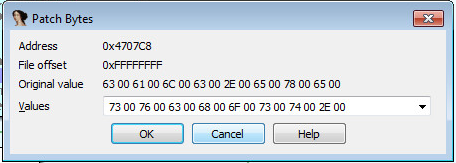 Patch Bytes
Address 0x4707C8
File offset 0xFFFFFFFF
Original value 63 00 61 00 6C 00 63 00 2E 00 65 00 78 00 65 00
Values 73 00 76 00 63 00 68 00 6F 00 73 00 74 00 2E 00
OK Cancel Help